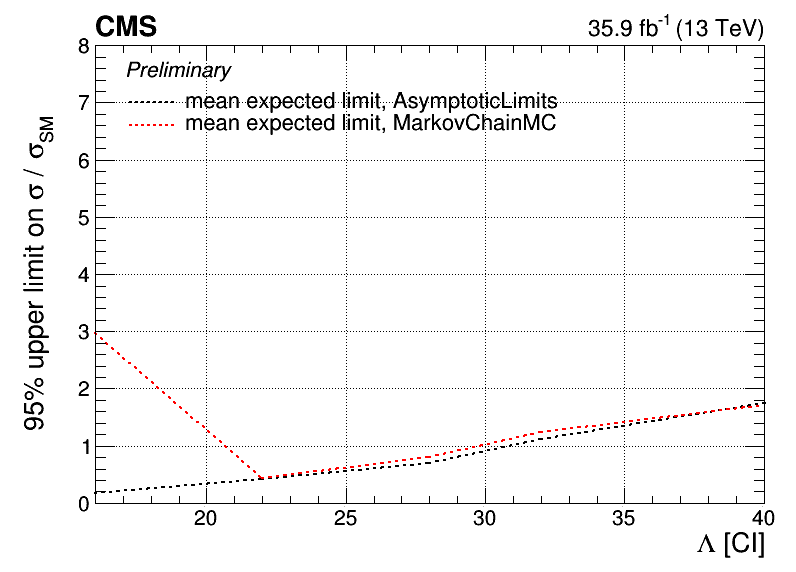 CMS
35.9 fb⁻¹ (13 TeV)
Preliminary
mean expected limit, AsymptoticLimits
mean expected limit, MarkovChainMC
95% upper limit on σ / σ_SM
8
7
6
5
4
3
2
1
0
20 25 30 35 40
Λ [CI]